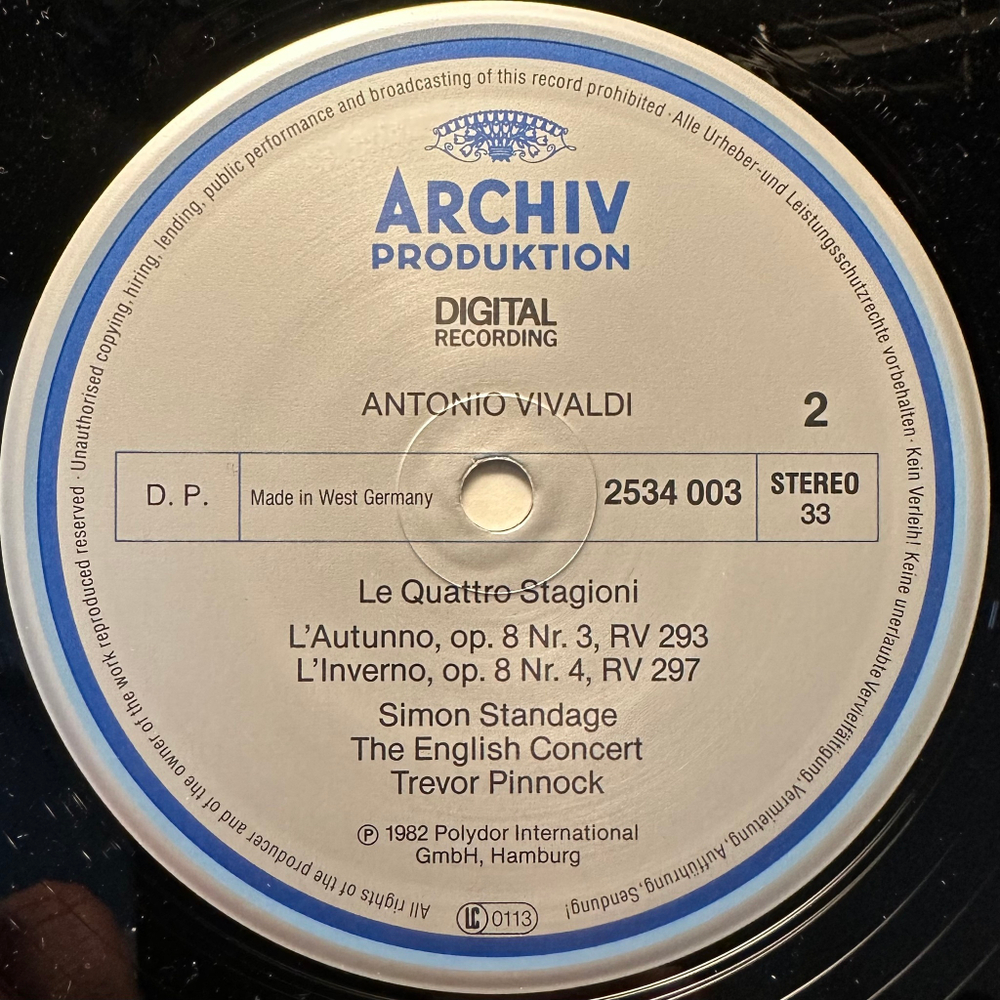 All rights of the producer and of the owner of the work reproduced reserved · Unauthorised copying, hiring, lending, public performance and broadcasting of this record prohibited · Alle Urheber-und Leistungsschutzrechte vorbehalten · Kein Verleih! Keine unerlaubte Vervielfältigung, Vermietung, Aufführung, Sendung!
ARCHIV
PRODUKTION
DIGITAL
RECORDING
ANTONIO VIVALDI
2
D. P.
Made in West Germany
2534 003
STEREO
33
Le Quattro Stagioni
L'Autunno, op. 8 Nr. 3, RV 293
L'Inverno, op. 8 Nr. 4, RV 297
Simon Standage
The English Concert
Trevor Pinnock
℗ 1982 Polydor International
GmbH, Hamburg
LC 0113